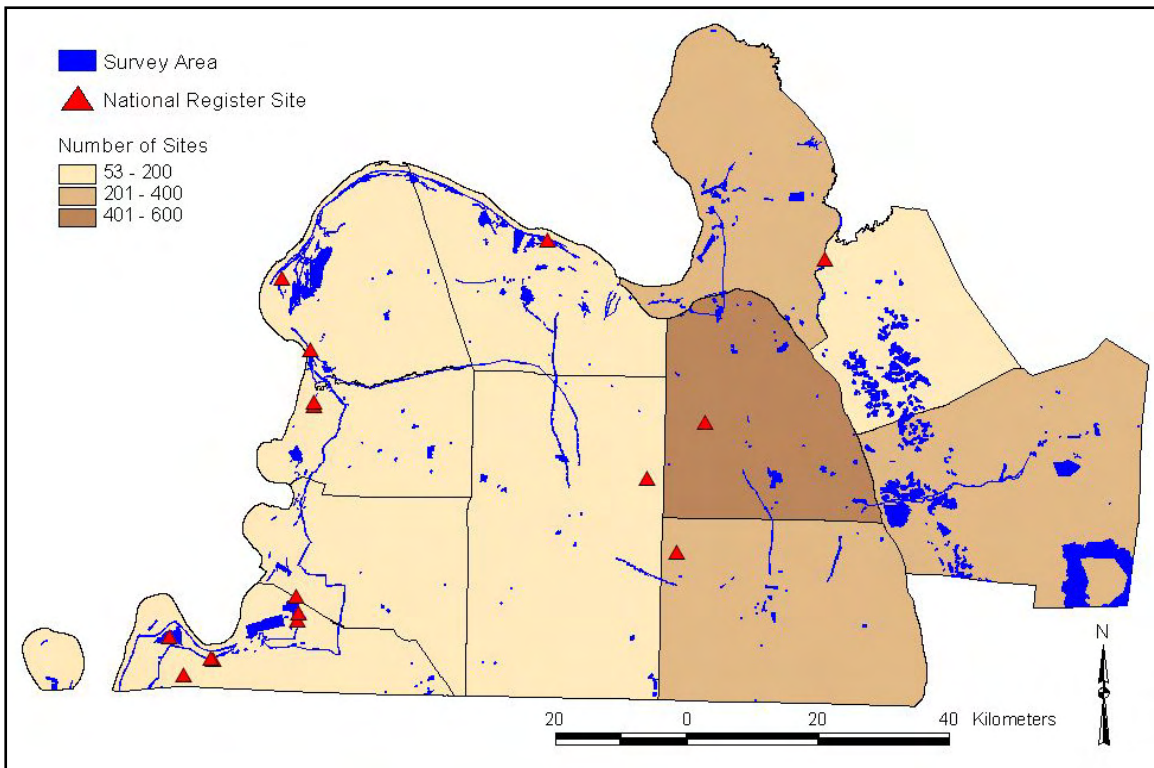 Survey Area
National Register Site
Number of Sites
53 - 200
201 - 400
401 - 600
N
20 0 20 40 Kilometers